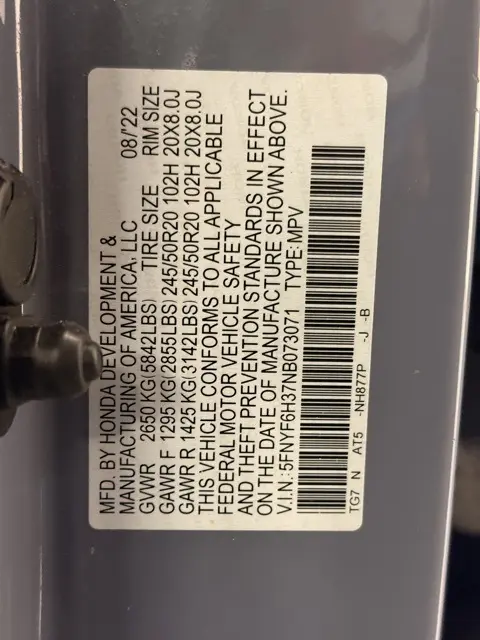 MFD. BY HONDA DEVELOPMENT &
MANUFACTURING OF AMERICA, LLC 08/'22
GVWR 2650 KG(5842LBS) TIRE SIZE RIM SIZE
GAWR F 1295 KG(2855LBS) 245/50R20 102H 20X8.0J
GAWR R 1425 KG(3142LBS) 245/50R20 102H 20X8.0J
THIS VEHICLE CONFORMS TO ALL APPLICABLE
FEDERAL MOTOR VEHICLE SAFETY
AND THEFT PREVENTION STANDARDS IN EFFECT
ON THE DATE OF MANUFACTURE SHOWN ABOVE.
V.I.N.:5FNYF6H37NB073071 TYPE:MPV
TG7 N AT5 -NH877P -J -B